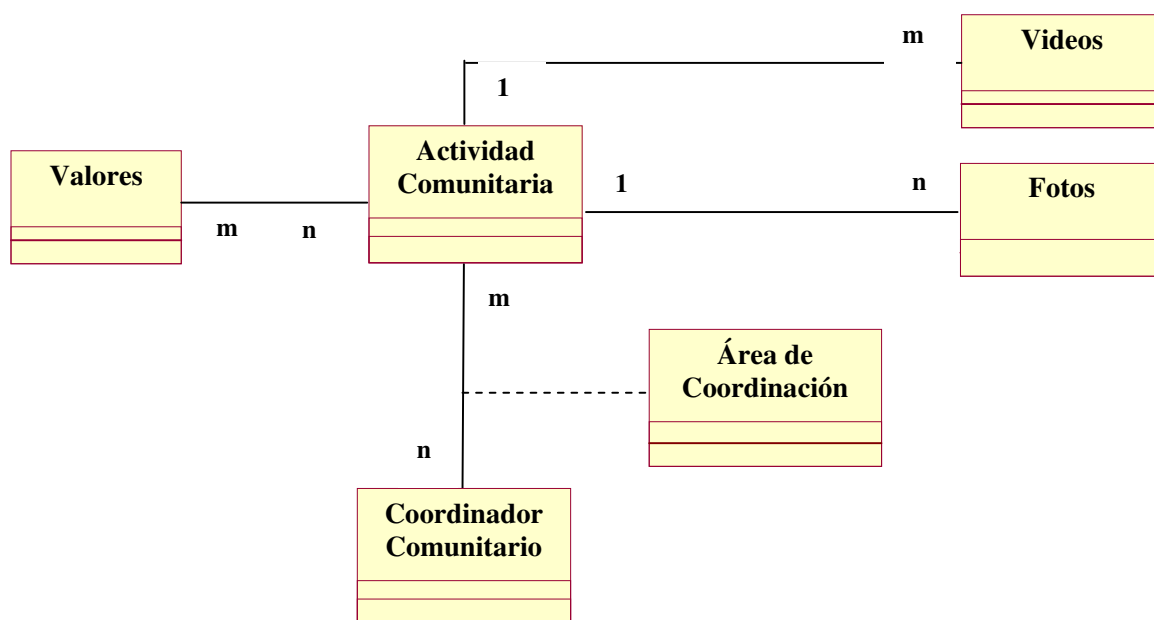 m
Videos
1
Actividad
Comunitaria
Valores
1
n
Fotos
m
n
m
Área de
Coordinación
n
Coordinador
Comunitario